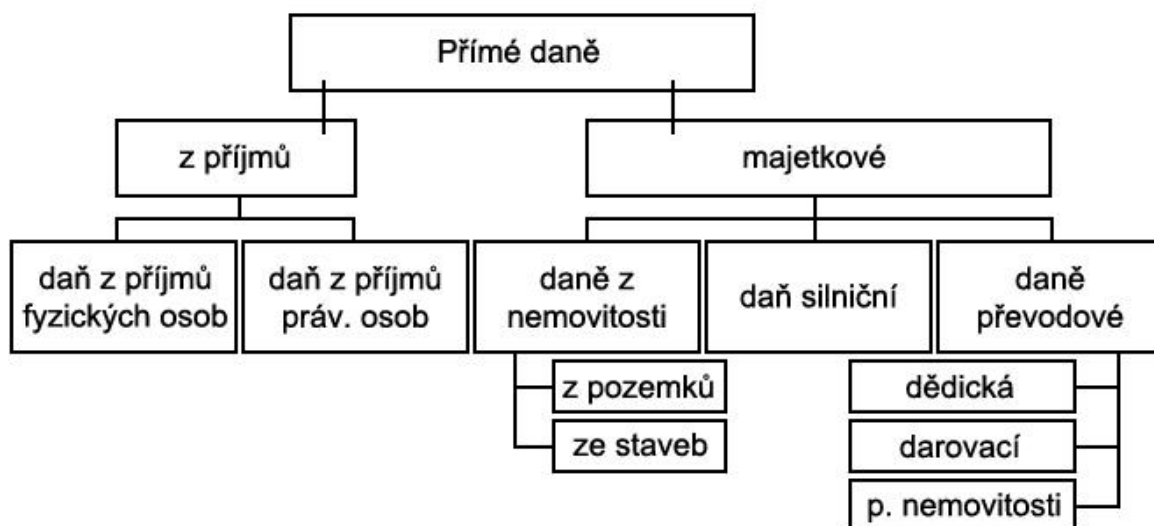 Přímé daně
z příjmů
majetkové
daň z příjmů
fyzických osob
daň z příjmů
práv. osob
daně z
nemovitosti
daň silniční
daně
převodové
z pozemků
ze staveb
dědická
darovací
p. nemovitosti